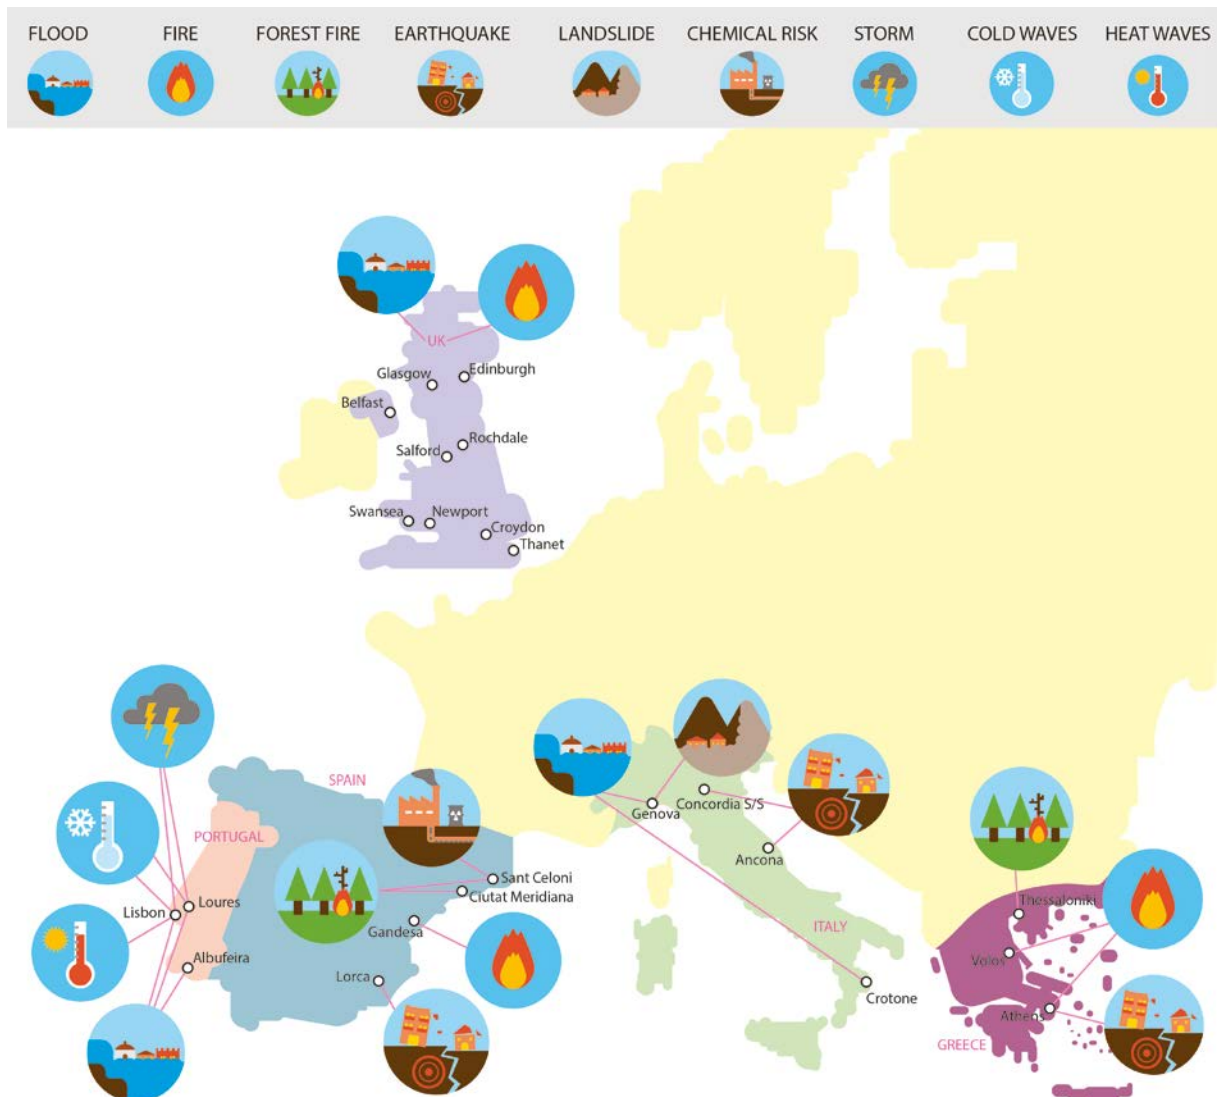 FLOOD
FIRE
FOREST FIRE
EARTHQUAKE
LANDSLIDE
CHEMICAL RISK
STORM
COLD WAVES
HEAT WAVES
UK
Glasgow
Edinburgh
Belfast
Rochdale
Salford
Swansea
Newport
Croydon
Thanet
SPAIN
PORTUGAL
Sant Celoni
Ciutat Meridiana
Lisbon
Loures
Gandesa
Albufeira
Lorca
Genova
Concordia S/S
Ancona
ITALY
Crotone
Thessaloniki
Volos
Athens
GREECE